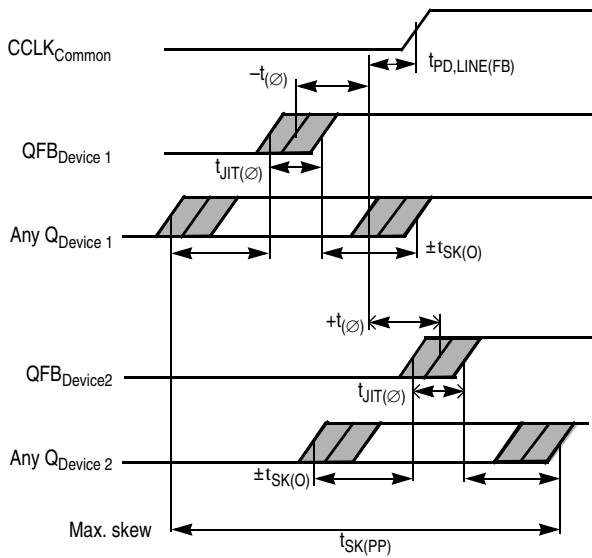 CCLKCommon
tPD,LINE(FB)
–t(∅)
QFBDevice 1
tJIT(∅)
Any QDevice 1
±tSK(O)
+t(∅)
QFBDevice2
tJIT(∅)
Any QDevice 2
±tSK(O)
Max. skew
tSK(PP)